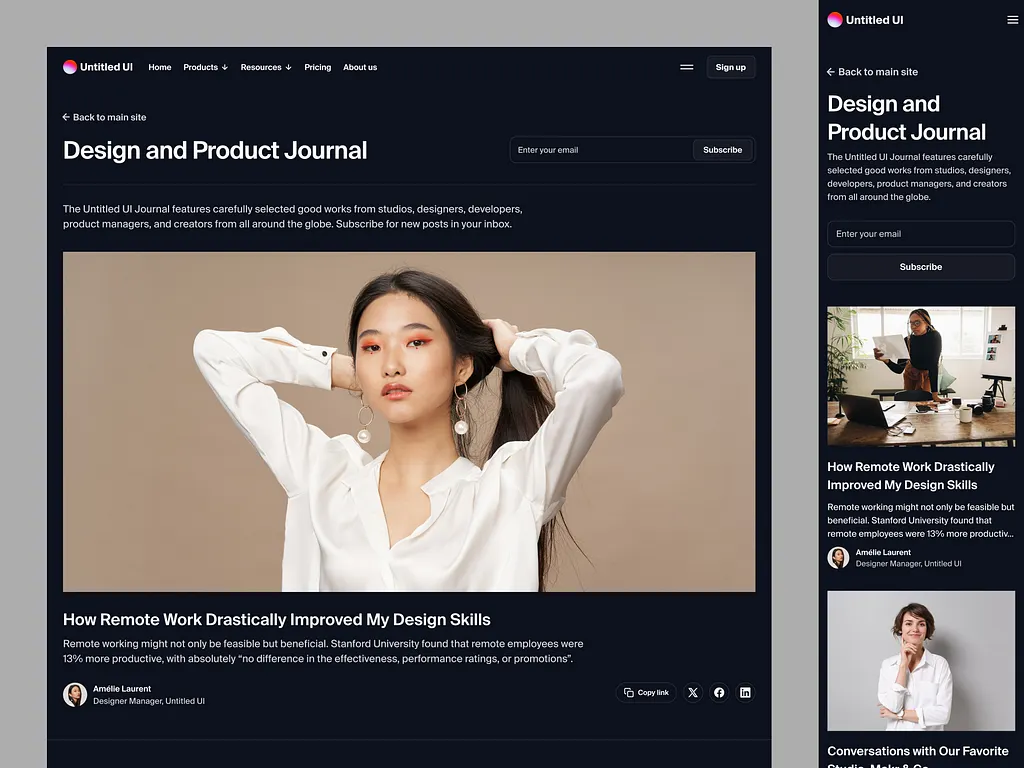 Untitled UI
Home
Products
Resources
Pricing
About us
Sign up
Back to main site
Design and Product Journal
Enter your email
Subscribe
The Untitled UI Journal features carefully selected good works from studios, designers, developers,
product managers, and creators from all around the globe. Subscribe for new posts in your inbox.
How Remote Work Drastically Improved My Design Skills
Remote working might not only be feasible but beneficial. Stanford University found that remote employees were
13% more productive, with absolutely “no difference in the effectiveness, performance ratings, or promotions”.
Amélie Laurent
Designer Manager, Untitled UI
Copy link
Untitled UI
Back to main site
Design and
Product Journal
The Untitled UI Journal features carefully
selected good works from studios, designers,
developers, product managers, and creators
from all around the globe.
Enter your email
Subscribe
How Remote Work Drastically
Improved My Design Skills
Remote working might not only be feasible but
beneficial. Stanford University found that
remote employees were 13% more productiv...
Amélie Laurent
Designer Manager, Untitled UI
Conversations with Our Favorite